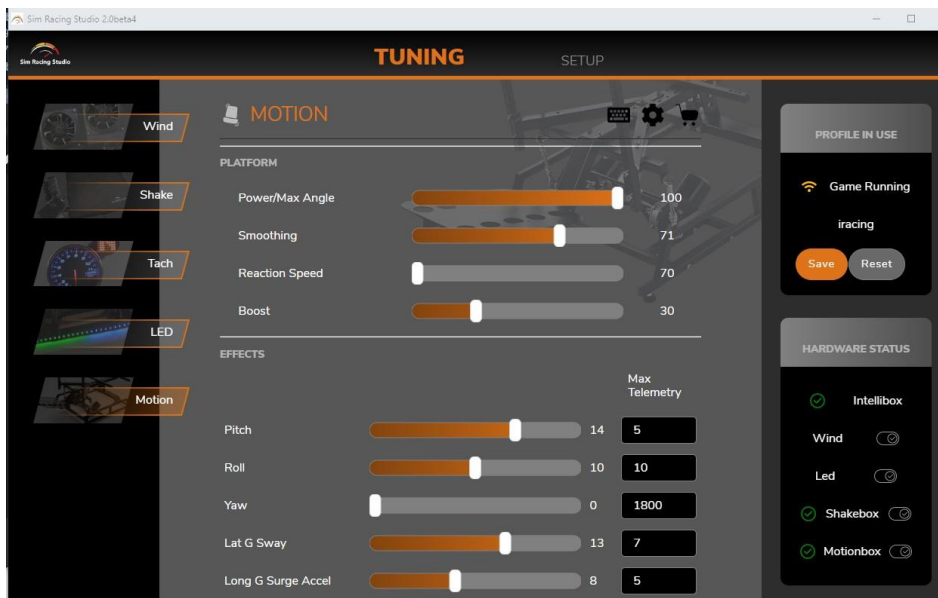 Sim Racing Studio 2.0beta4
Sim Racing Studio
TUNING
SETUP
Wind
Shake
Tach
LED
Motion
MOTION
PLATFORM
Power/Max Angle 100
Smoothing 71
Reaction Speed 70
Boost 30
EFFECTS
Max
Telemetry
Pitch 14 5
Roll 10 10
Yaw 0 1800
Lat G Sway 13 7
Long G Surge Accel 8 5
PROFILE IN USE
Game Running
iracing
Save Reset
HARDWARE STATUS
Intellibox
Wind
Led
Shakebox
Motionbox